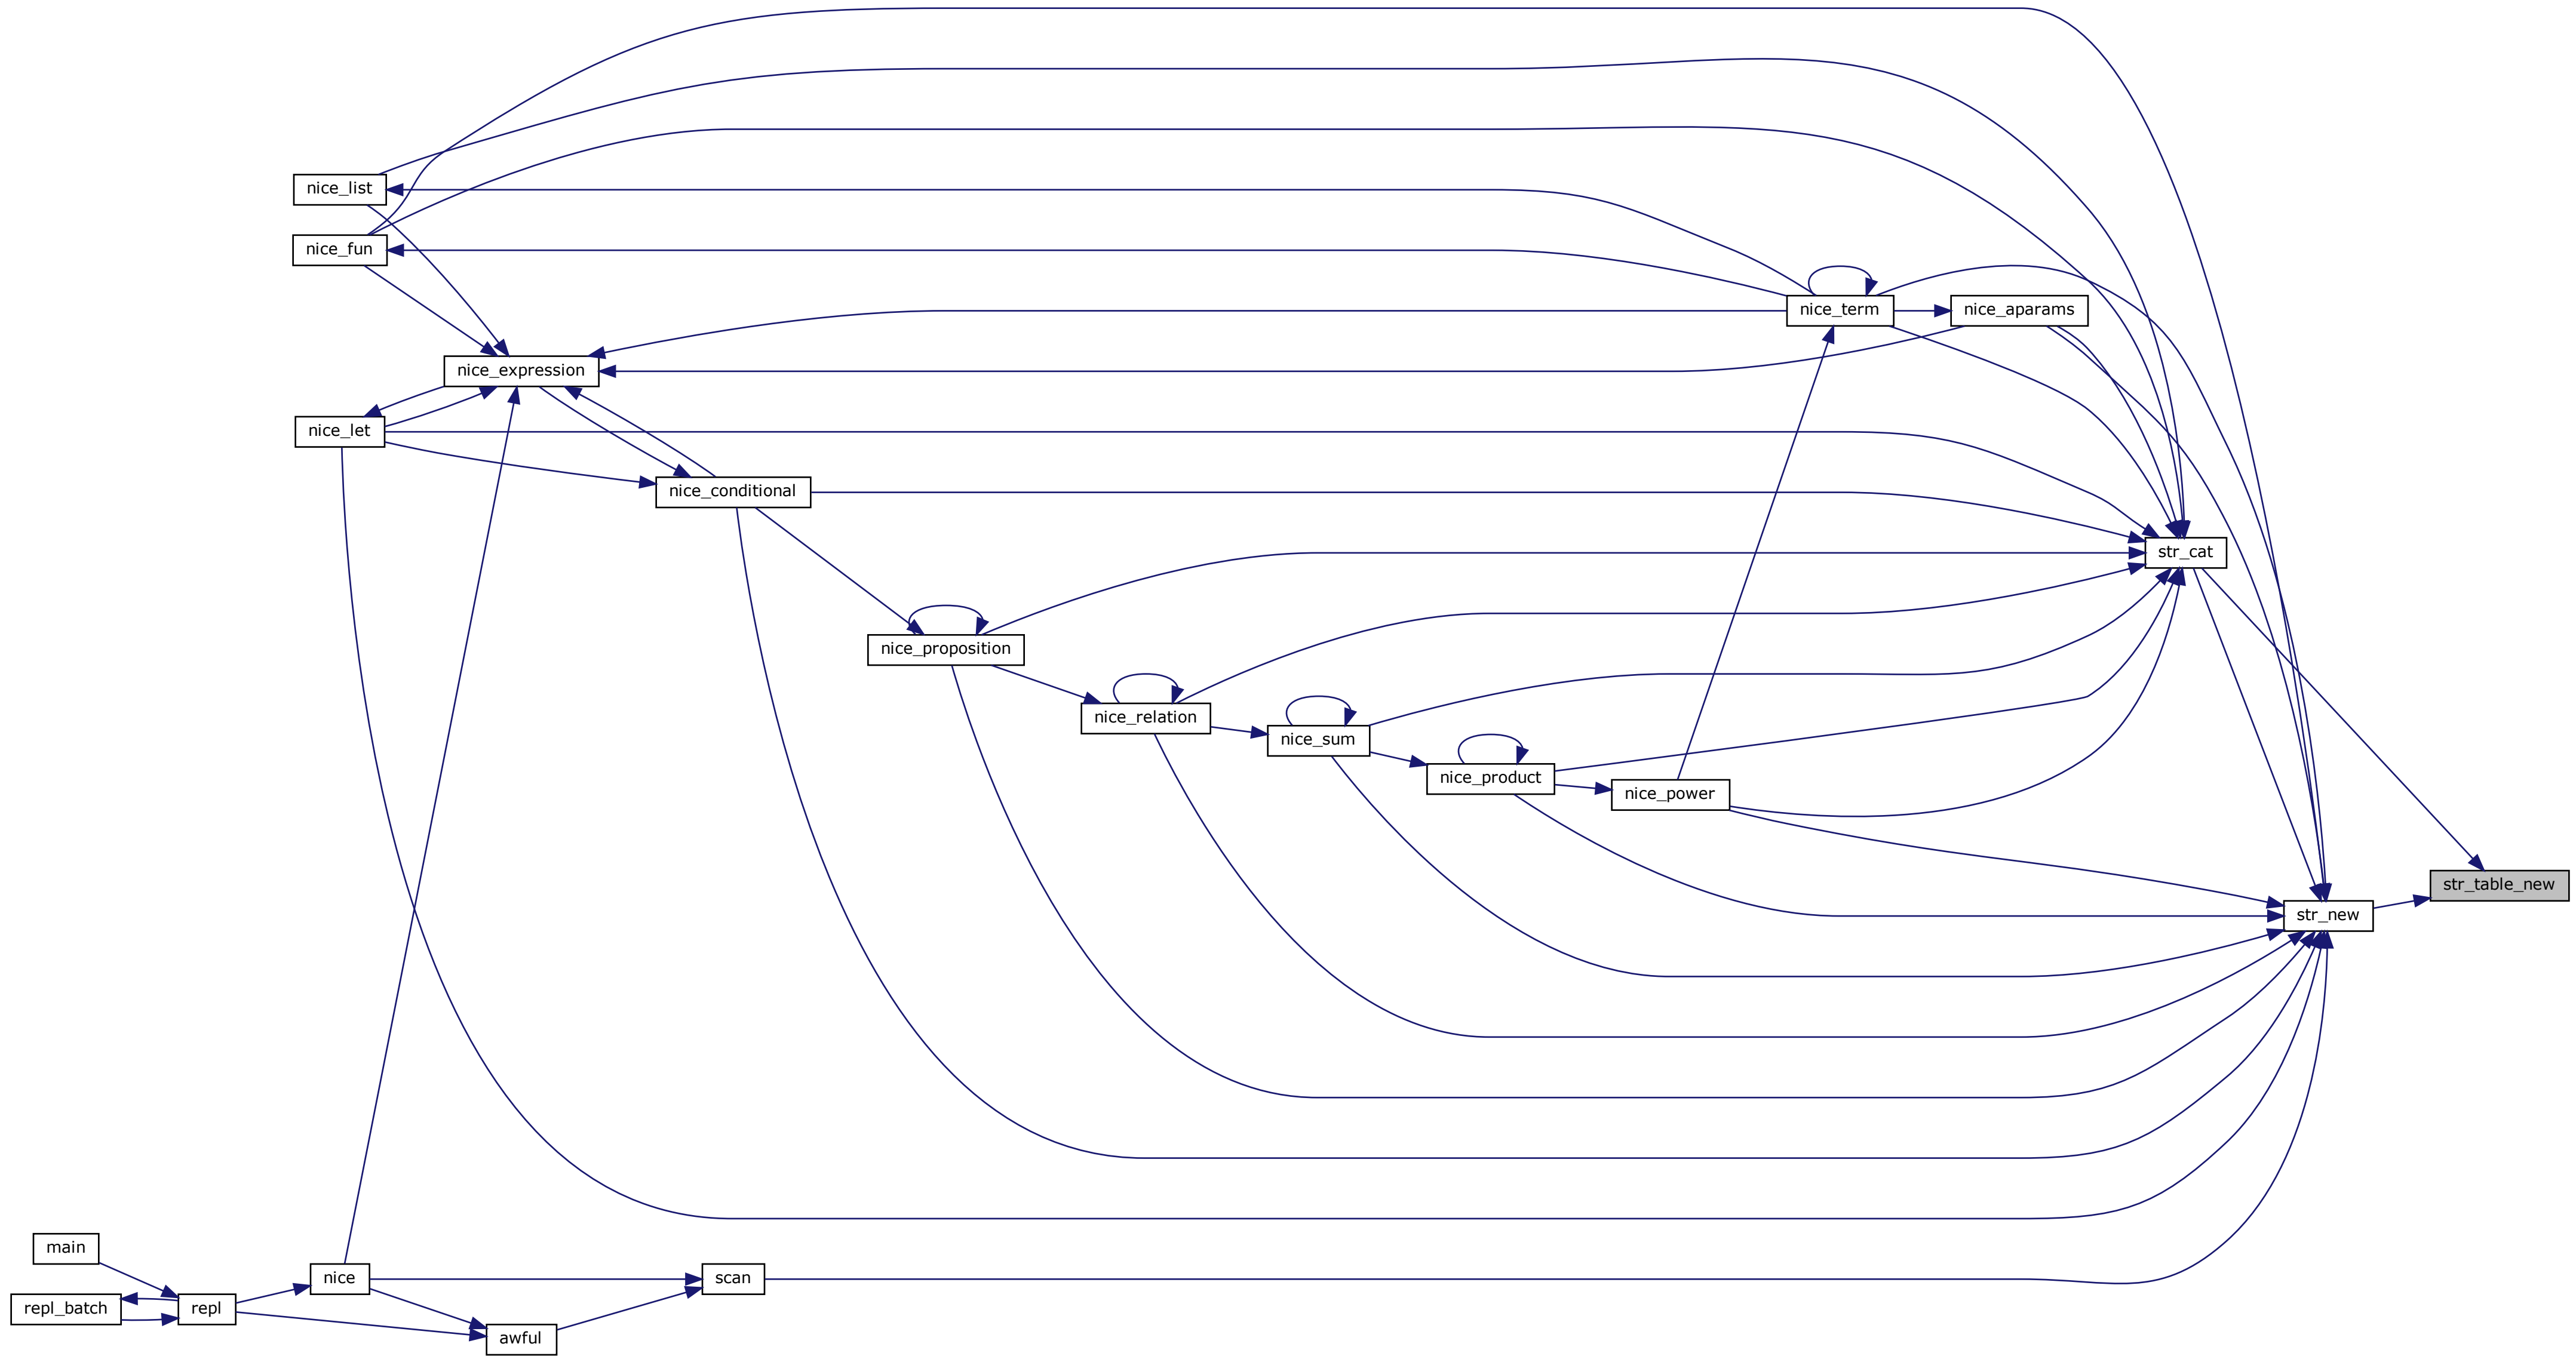 nice_list
nice_fun
nice_term
nice_aparams
nice_expression
nice_let
nice_conditional
str_cat
nice_proposition
nice_relation
nice_sum
nice_product
nice_power
str_table_new
str_new
main
nice
scan
repl_batch
repl
awful